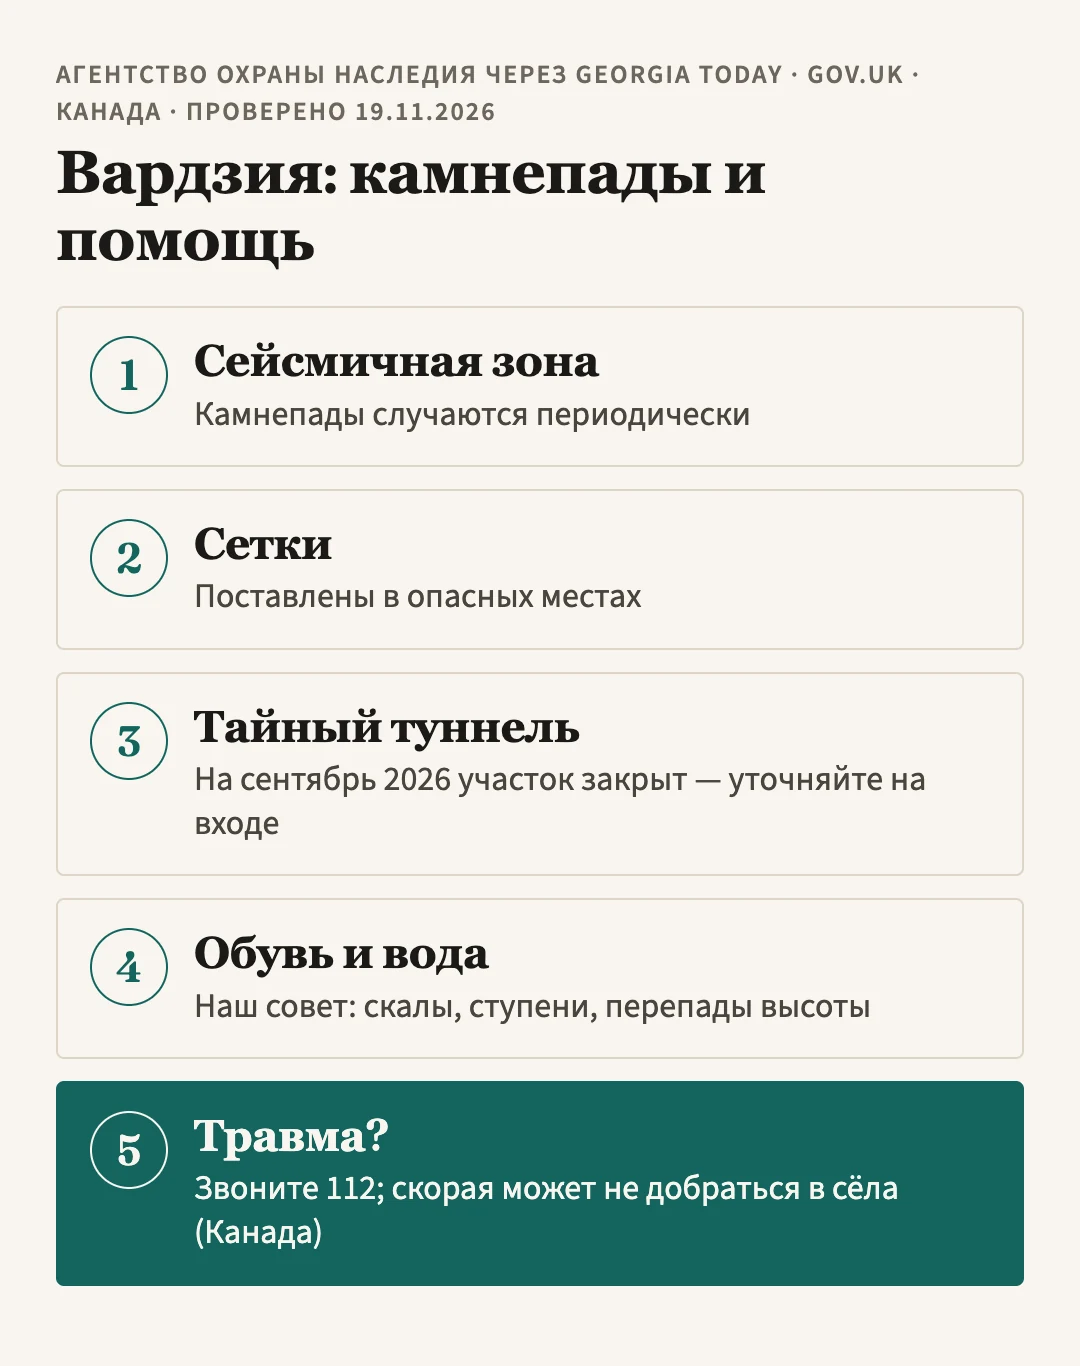 АГЕНТСТВО ОХРАНЫ НАСЛЕДИЯ ЧЕРЕЗ GEORGIA TODAY · GOV.UK ·
КАНАДА · ПРОВЕРЕНО 19.11.2026
Вардзия: камнепады и
помощь
1
Сейсмичная зона
Камнепады случаются периодически
2
Сетки
Поставлены в опасных местах
3
Тайный туннель
На сентябрь 2026 участок закрыт — уточняйте на
входе
4
Обувь и вода
Наш совет: скалы, ступени, перепады высоты
5
Травма?
Звоните 112; скорая может не добраться в сёла
(Канада)